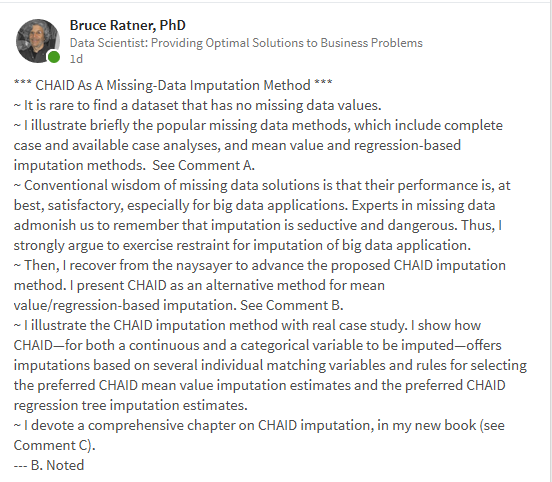 Bruce Ratner, PhD
Data Scientist: Providing Optimal Solutions to Business Problems
1d
*** CHAID As A Missing-Data Imputation Method ***
~ It is rare to find a dataset that has no missing data values.
~ I illustrate briefly the popular missing data methods, which include complete
case and available case analyses, and mean value and regression-based
imputation methods.  See Comment A.
~ Conventional wisdom of missing data solutions is that their performance is, at
best, satisfactory, especially for big data applications. Experts in missing data
admonish us to remember that imputation is seductive and dangerous. Thus, I
strongly argue to exercise restraint for imputation of big data application.
~ Then, I recover from the naysayer to advance the proposed CHAID imputation
method. I present CHAID as an alternative method for mean
value/regression-based imputation. See Comment B.
~ I illustrate the CHAID imputation method with real case study. I show how
CHAID—for both a continuous and a categorical variable to be imputed—offers
imputations based on several individual matching variables and rules for selecting
the preferred CHAID mean value imputation estimates and the preferred CHAID
regression tree imputation estimates.
~ I devote a comprehensive chapter on CHAID imputation, in my new book (see
Comment C).
--- B. Noted